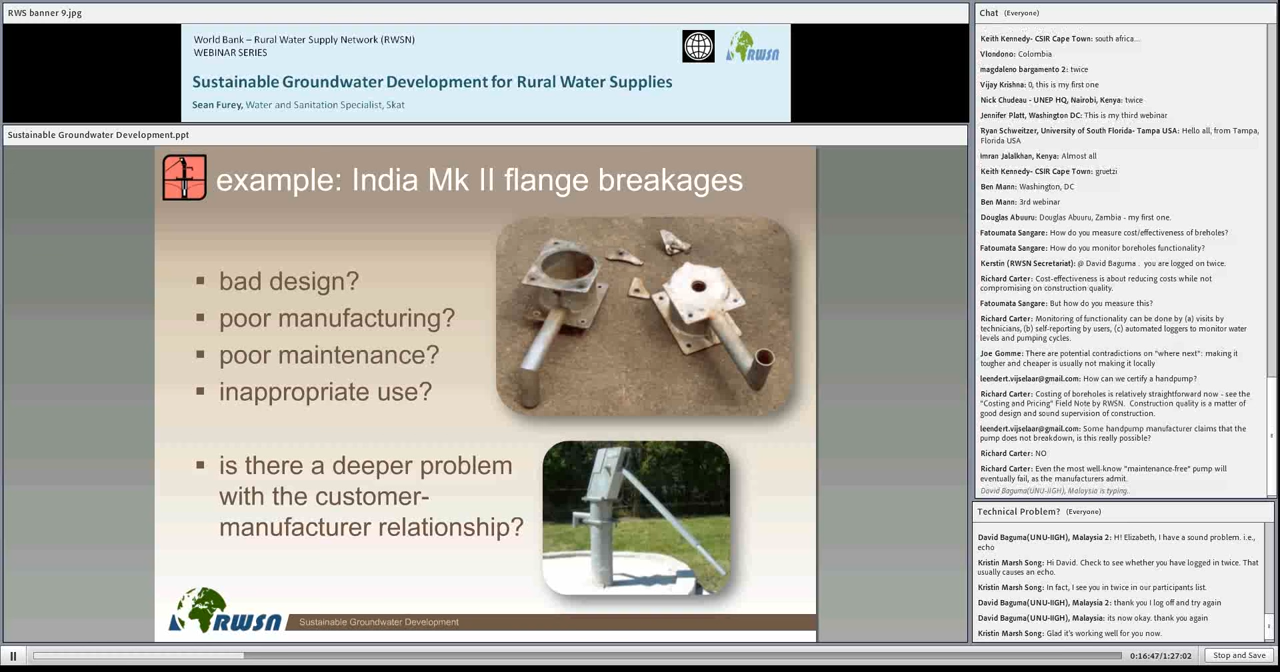 RWS banner 9.jpg
World Bank – Rural Water Supply Network (RWSN)
WEBINAR SERIES
RWSN
Sustainable Groundwater Development for Rural Water Supplies
Sean Furey, Water and Sanitation Specialist, Skat
Sustainable Groundwater Development.ppt
example: India Mk II flange breakages
▪ bad design?
▪ poor manufacturing?
▪ poor maintenance?
▪ inappropriate use?
▪ is there a deeper problem
with the customer-
manufacturer relationship?
RWSN
Sustainable Groundwater Development
Chat (Everyone)
Keith Kennedy- CSIR Cape Town: south africa...
Vlondono: Colombia
magdaleno bargamento 2: twice
Vijay Krishna: 0, this is my first one
Nick Chudeau - UNEP HQ, Nairobi, Kenya: twice
Jennifer Platt, Washington DC: This is my third webinar
Ryan Schweitzer, University of South Florida- Tampa USA: Hello all, from Tampa,
Florida USA
Imran Jalalkhan, Kenya: Almost all
Keith Kennedy- CSIR Cape Town: gruetzi
Ben Mann: Washington, DC
Ben Mann: 3rd webinar
Douglas Abuuru: Douglas Abuuru, Zambia - my first one.
Fatoumata Sangare: How do you measure cost/effectiveness of breholes?
Fatoumata Sangare: How do you monitor boreholes functionality?
Kerstin (RWSN Secretariat): @ David Baguma . you are logged on twice.
Richard Carter: Cost-effectiveness is about reducing costs while not
compromising on construction quality.
Fatoumata Sangare: But how do you measure this?
Richard Carter: Monitoring of functionality can be done by (a) visits by
technicians, (b) self-reporting by users, (c) automated loggers to monitor water
levels and pumping cycles.
Joe Gomme: There are potential contradictions on "where next": making it
tougher and cheaper is usually not making it locally
leendert.vijselaar@gmail.com: How can we certify a handpump?
Richard Carter: Costing of boreholes is relatively straightforward now - see the
"Costing and Pricing" Field Note by RWSN. Construction quality is a matter of
good design and sound supervision of construction.
leendert.vijselaar@gmail.com: Some handpump manufacturer claims that the
pump does not breakdown, is this really possible?
Richard Carter: NO
Richard Carter: Even the most well-know "maintenance-free" pump will
eventually fail, as the manufacturers admit.
David Baguma(UNU-IIGH), Malaysia is typing.
Technical Problem? (Everyone)
David Baguma(UNU-IIGH), Malaysia 2: H! Elizabeth, I have a sound problem. i.e.,
echo
Kristin Marsh Song: Hi David. Check to see whether you have logged in twice. That
usually causes an echo.
Kristin Marsh Song: In fact, I see you in twice in our participants list.
David Baguma(UNU-IIGH), Malaysia 2: thank you I log off and try again
David Baguma(UNU-IIGH), Malaysia: its now okay. thank you again
Kristin Marsh Song: Glad it's working well for you now.
0:16:47/1:27:02
Stop and Save